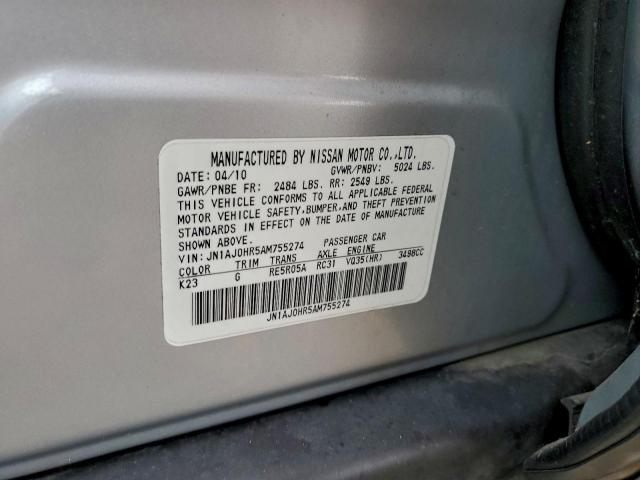 MANUFACTURED BY NISSAN MOTOR CO.,LTD.
DATE: 04/10 GVWR/PNBV: 5024 LBS.
GAWR/PNBE FR: 2484 LBS. RR: 2549 LBS.
THIS VEHICLE CONFORMS TO ALL APPLICABLE FEDERAL
MOTOR VEHICLE SAFETY,BUMPER,AND THEFT PREVENTION
STANDARDS IN EFFECT ON THE DATE OF MANUFACTURE
SHOWN ABOVE.
VIN: JN1AJ0HR5AM755274 PASSENGER CAR
COLOR TRIM TRANS AXLE ENGINE
K23 G RE5R05A RC31 VQ35(HR) 3498CC
JN1AJ0HR5AM755274